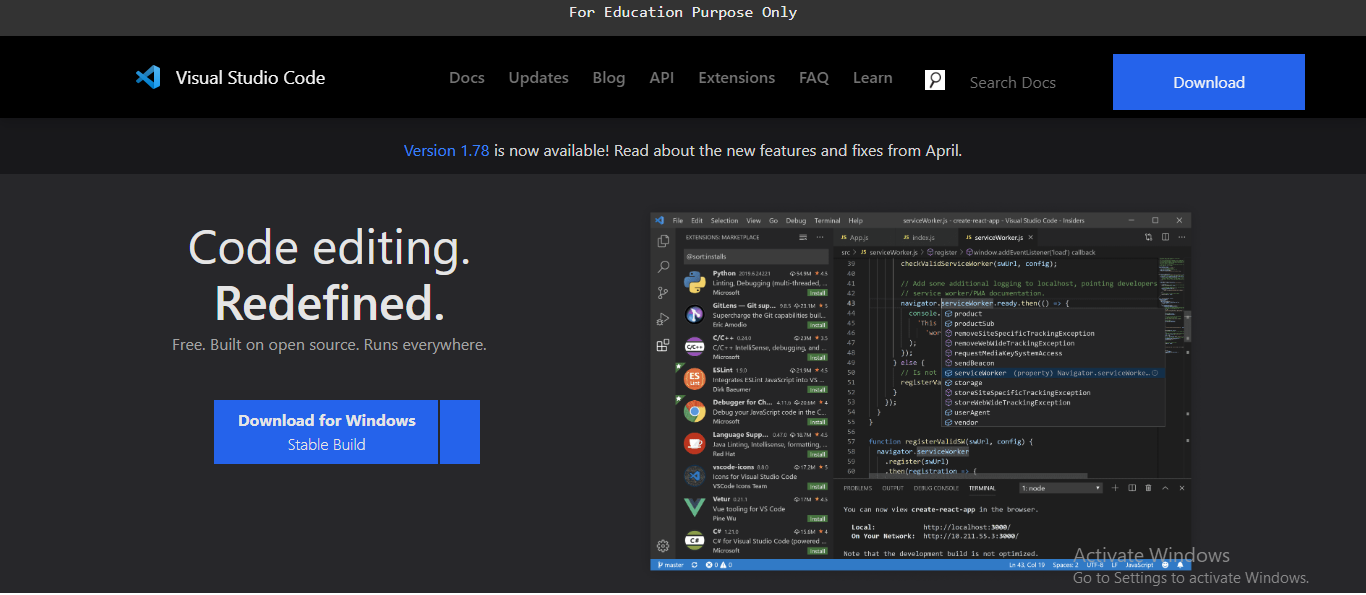 For Education Purpose Only
Visual Studio Code
Docs Updates Blog API Extensions FAQ Learn Search Docs Download
Version 1.78 is now available! Read about the new features and fixes from April.
Code editing.
Redefined.
Free. Built on open source. Runs everywhere.
Download for Windows
Stable Build
File Edit Selection View Go Debug Terminal Help serviceWorker.js - create-react-app - Visual Studio Code - Insiders
EXTENSIONS: MARKETPLACE
@sort:installs
Python 2019.6.24221 54.9M 4.5
Linting, Debugging (multi-threaded, ...
Microsoft Install
GitLens — Git sup... 9.8.5 23.1M 5
Supercharge the Git capabilities buil...
Eric Amodio Install
C/C++ 0.24.0 23M 3.5
C/C++ IntelliSense, debugging, and ...
Microsoft Install
ESLint 1.9.0 21.9M 4.5
Integrates ESLint JavaScript into VS ...
Dirk Baeumer Install
Debugger for Ch... 4.11.6 20.6M 4
Debug your JavaScript code in the C...
Microsoft Install
Language Supp... 0.47.0 18.7M 4.5
Java Linting, Intellisense, formatting, ...
Red Hat Install
vscode-icons 8.8.0 17.2M 5
Icons for Visual Studio Code
VSCode Icons Team Install
Vetur 0.21.1 17M 4.5
Vue tooling for VS Code
Pine Wu Install
C# 1.21.0 15.6M 4
C# for Visual Studio Code (powered ...
Microsoft Install
JS App.js JS index.js JS serviceWorker.js
src > JS serviceWorker.js > register > window.addEventListener('load') callback
39 checkValidServiceWorker(swUrl, config);
40
41 // Add some additional logging to localhost, pointing developers
42 // service worker/PWA documentation.
43 navigator.serviceWorker.ready.then(() => {
44 console.
45 'This
46 'wor
47 );
48 });
49 } else {
50 // Is not
51 registerVa
52 }
53 });
54 }
55 }
56
57 function registerValidSW(swUrl, config) {
58 navigator.serviceWorker
59 .register(swUrl)
60 .then(registration => {
product
productSub
removeSiteSpecificTrackingException
removeWebWideTrackingException
requestMediaKeySystemAccess
sendBeacon
serviceWorker (property) Navigator.serviceWorke...
storage
storeSiteSpecificTrackingException
storeWebWideTrackingException
userAgent
vendor
PROBLEMS OUTPUT DEBUG CONSOLE TERMINAL 1: node
You can now view create-react-app in the browser.
Local: http://localhost:3000/
On Your Network: http://10.211.55.3:3000/
Note that the development build is not optimized.
master 0 0 Ln 43, Col 19 Spaces: 2 UTF-8 LF JavaScript
Activate Windows
Go to Settings to activate Windows.